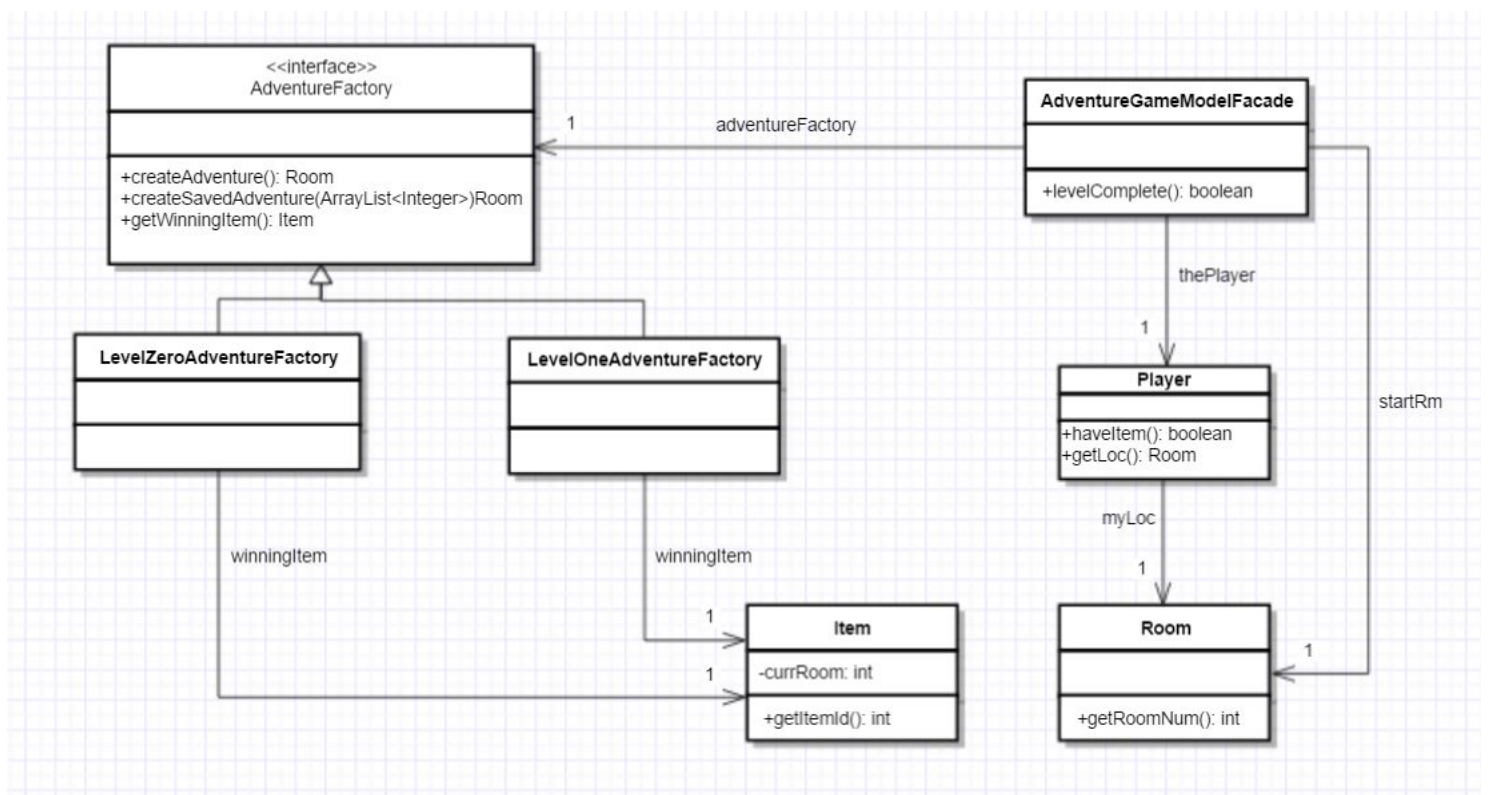 <<interface>>
AdventureFactory
+createAdventure(): Room
+createSavedAdventure(ArrayList<Integer>)Room
+getWinningItem(): Item
1
adventureFactory
AdventureGameModelFacade
+levelComplete(): boolean
thePlayer
1
LevelZeroAdventureFactory
LevelOneAdventureFactory
Player
+haveItem(): boolean
+getLoc(): Room
startRm
myLoc
1
winningItem
winningItem
1
Item
-currRoom: int
+getItemId(): int
1
Room
+getRoomNum(): int
1